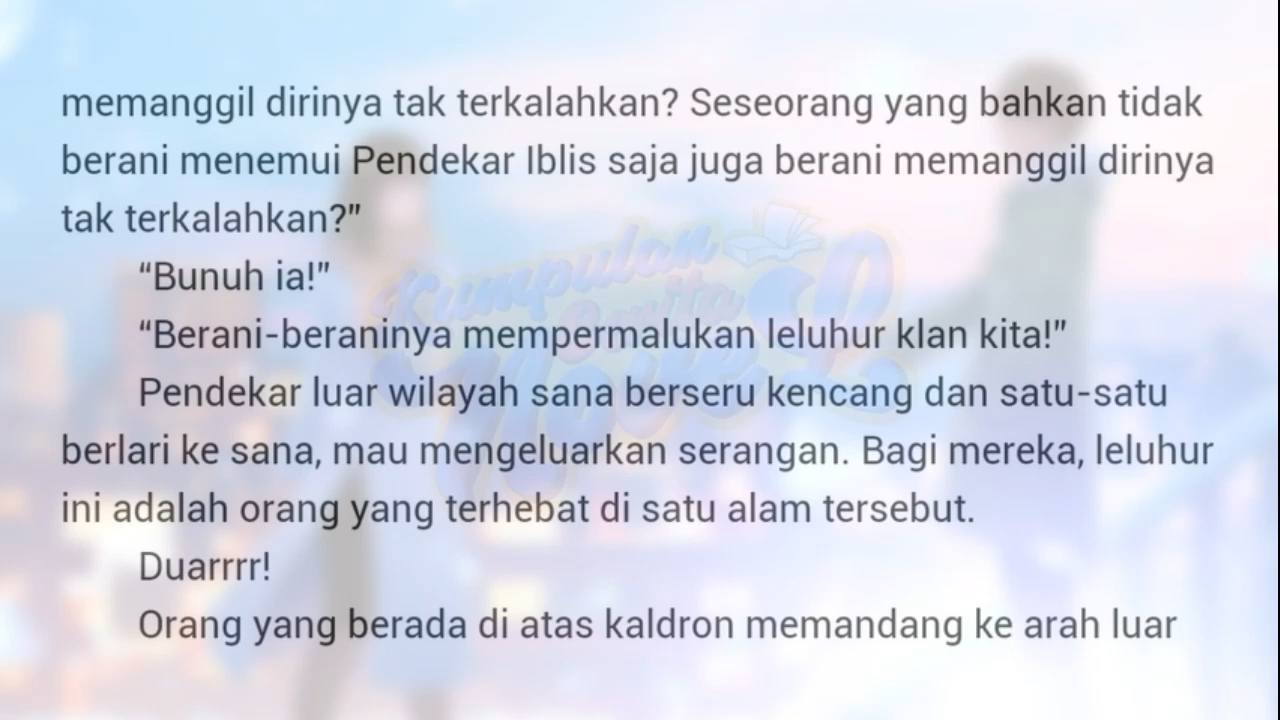 memanggil dirinya tak terkalahkan? Seseorang yang bahkan tidak
berani menemui Pendekar Iblis saja juga berani memanggil dirinya
tak terkalahkan?”
“Bunuh ia!”
“Berani-beraninya mempermalukan leluhur klan kita!”
Pendekar luar wilayah sana berseru kencang dan satu-satu
berlari ke sana, mau mengeluarkan serangan. Bagi mereka, leluhur
ini adalah orang yang terhebat di satu alam tersebut.
Duarrrr!
Orang yang berada di atas kaldron memandang ke arah luar
Kumpulan